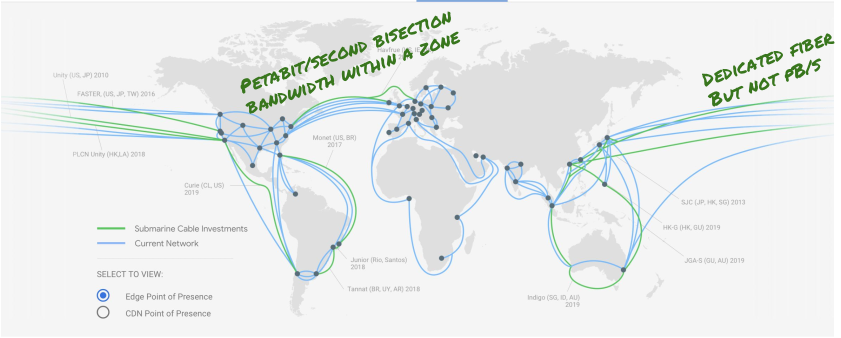 PETABIT/SECOND BISECTION
BANDWIDTH WITHIN A ZONE
DEDICATED FIBER
BUT NOT PB/S
Havfrue (US, IE
Unity (US, JP) 2010
FASTER, (US, JP, TW) 2016
PLCN Unity (HK,LA) 2018
Monet (US, BR)
2017
Curie (CL, US)
2019
Junior (Rio, Santos)
2018
Tannat (BR, UY, AR) 2018
SJC (JP, HK, SG) 2013
HK-G (HK, GU) 2019
JGA-S (GU, AU) 2019
Indigo (SG, ID, AU)
2019
Submarine Cable Investments
Current Network
SELECT TO VIEW:
Edge Point of Presence
CDN Point of Presence